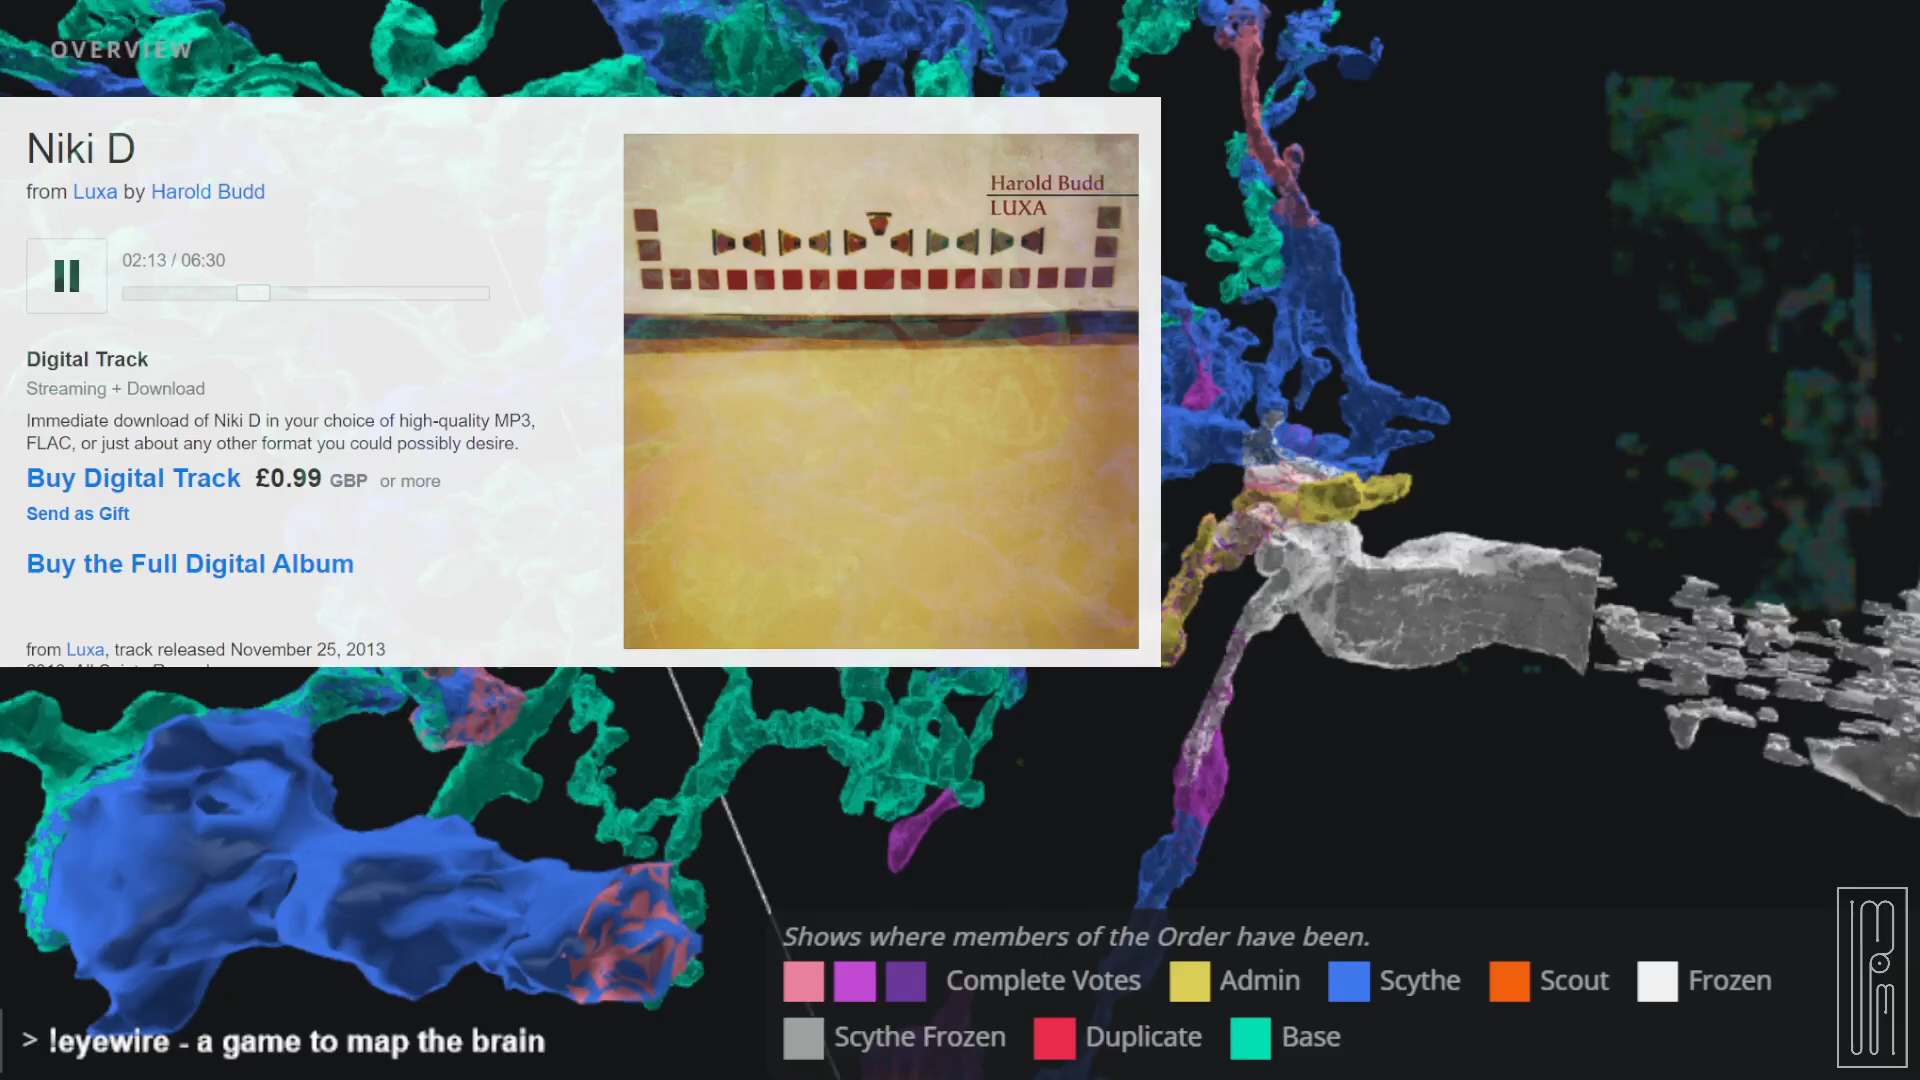 OVERVIEW
Niki D
from Luxa by Harold Budd
02:13 / 06:30
Digital Track
Streaming + Download
Immediate download of Niki D in your choice of high-quality MP3,
FLAC, or just about any other format you could possibly desire.
Buy Digital Track £0.99 GBP or more
Send as Gift
Buy the Full Digital Album
from Luxa, track released November 25, 2013
Harold Budd
LUXA
Shows where members of the Order have been.
Complete Votes Admin Scythe Scout Frozen
Scythe Frozen Duplicate Base
> !eyewire - a game to map the brain